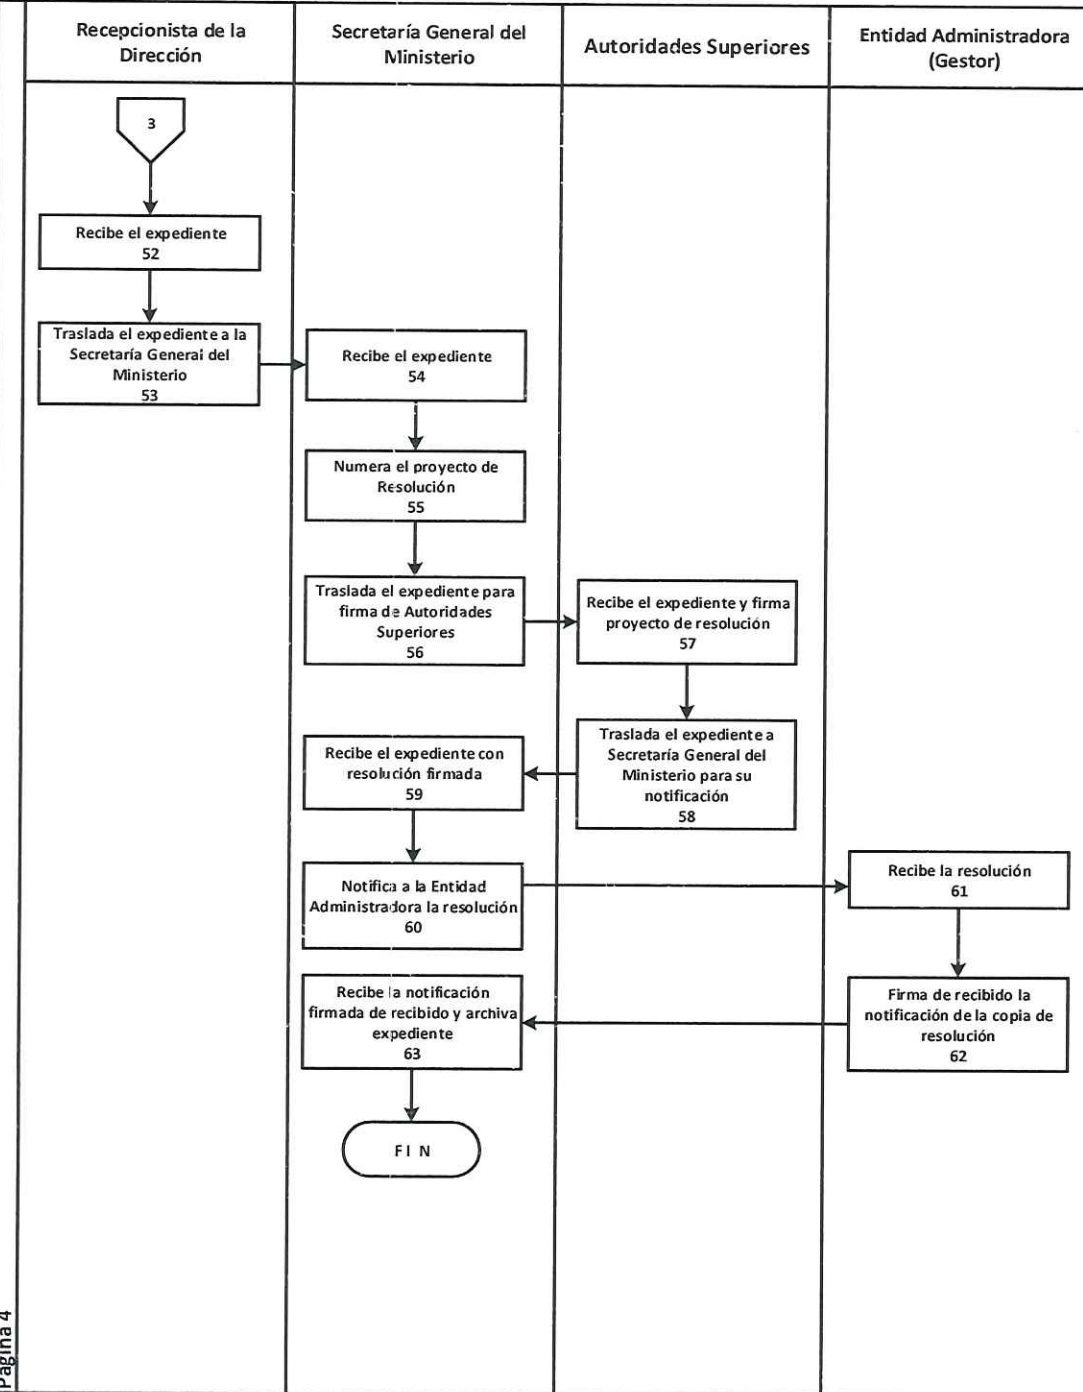 Recepcionista de la
Dirección
Secretaría General del
Ministerio
Autoridades Superiores
Entidad Administradora
(Gestor)
3
Recibe el expediente
52
Traslada el expediente a la
Secretaría General del
Ministerio
53
Recibe el expediente
54
Numera el proyecto de
Resolución
55
Traslada el expediente para
firma de Autoridades
Superiores
56
Recibe el expediente y firma
proyecto de resolución
57
Traslada el expediente a
Secretaría General del
Ministerio para su
notificación
58
Recibe el expediente con
resolución firmada
59
Notifica a la Entidad
Administradora la resolución
60
Recibe la resolución
61
Firma de recibido la
notificación de la copia de
resolución
62
Recibe la notificación
firmada de recibido y archiva
expediente
63
FIN
Página 4